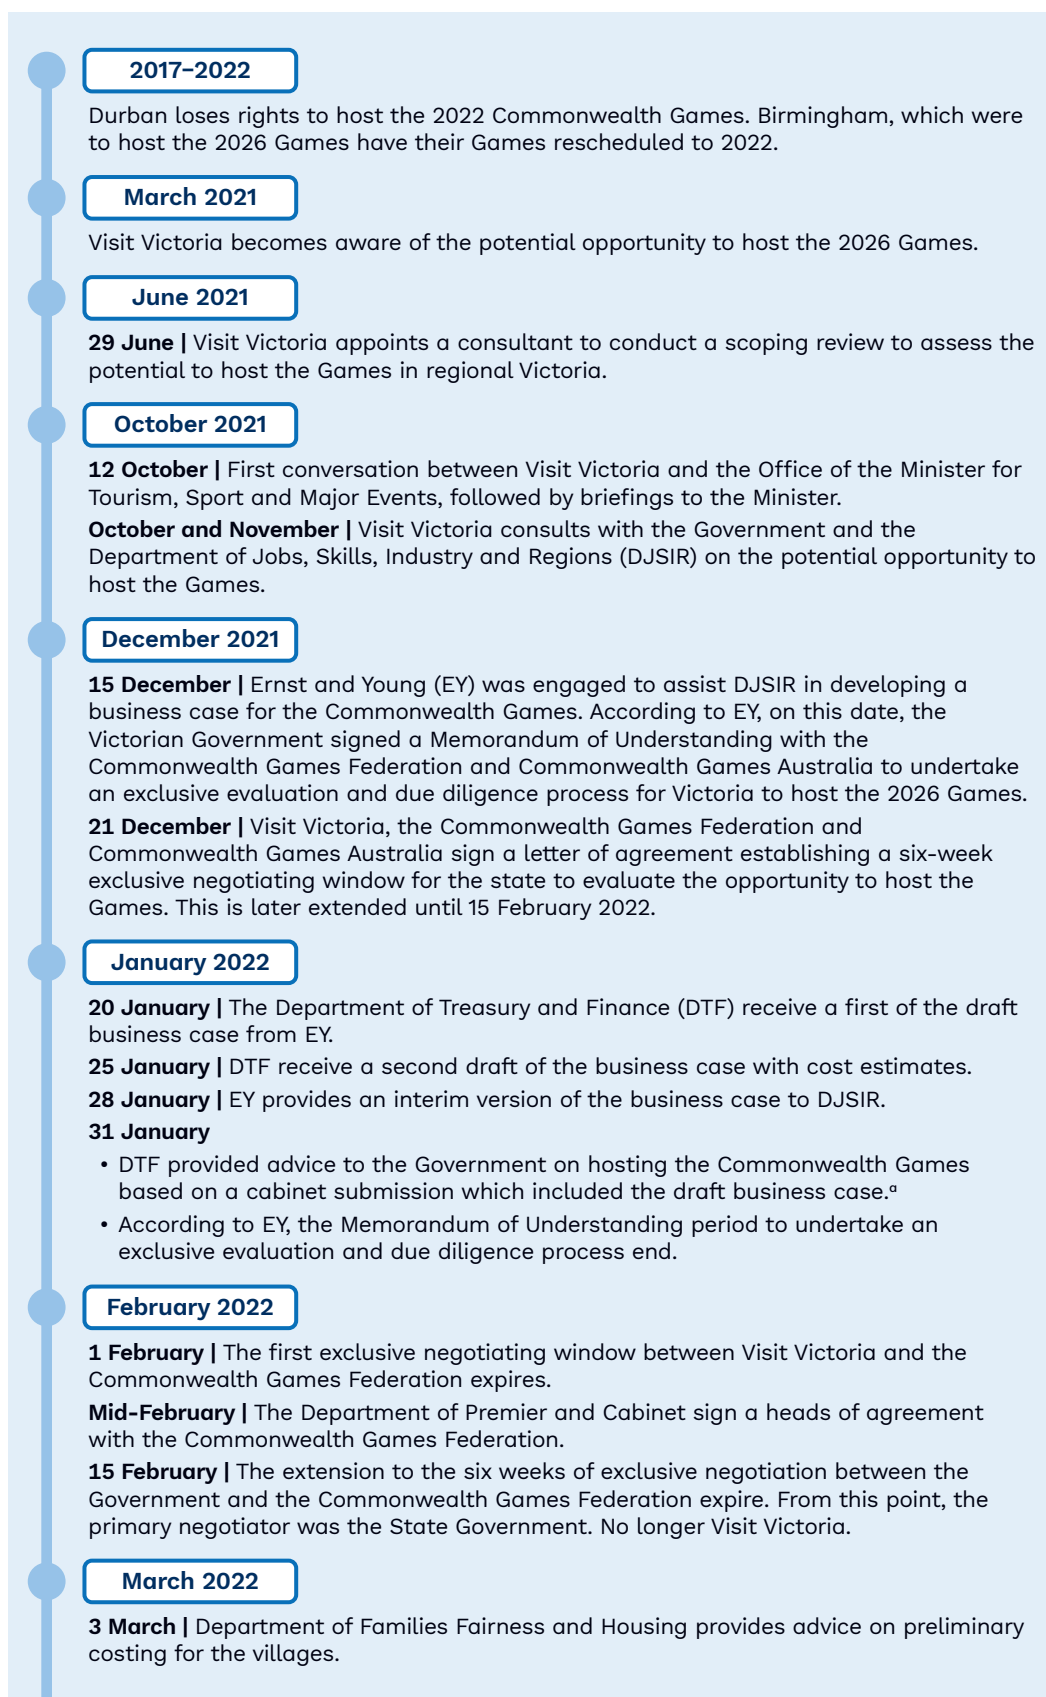 2017–2022
Durban loses rights to host the 2022 Commonwealth Games. Birmingham, which were
to host the 2026 Games have their Games rescheduled to 2022.
March 2021
Visit Victoria becomes aware of the potential opportunity to host the 2026 Games.
June 2021
29 June | Visit Victoria appoints a consultant to conduct a scoping review to assess the
potential to host the Games in regional Victoria.
October 2021
12 October | First conversation between Visit Victoria and the Office of the Minister for
Tourism, Sport and Major Events, followed by briefings to the Minister.
October and November | Visit Victoria consults with the Government and the
Department of Jobs, Skills, Industry and Regions (DJSIR) on the potential opportunity to
host the Games.
December 2021
15 December | Ernst and Young (EY) was engaged to assist DJSIR in developing a
business case for the Commonwealth Games. According to EY, on this date, the
Victorian Government signed a Memorandum of Understanding with the
Commonwealth Games Federation and Commonwealth Games Australia to undertake
an exclusive evaluation and due diligence process for Victoria to host the 2026 Games.
21 December | Visit Victoria, the Commonwealth Games Federation and
Commonwealth Games Australia sign a letter of agreement establishing a six-week
exclusive negotiating window for the state to evaluate the opportunity to host the
Games. This is later extended until 15 February 2022.
January 2022
20 January | The Department of Treasury and Finance (DTF) receive a first of the draft
business case from EY.
25 January | DTF receive a second draft of the business case with cost estimates.
28 January | EY provides an interim version of the business case to DJSIR.
31 January
• DTF provided advice to the Government on hosting the Commonwealth Games
based on a cabinet submission which included the draft business case.ᵃ
• According to EY, the Memorandum of Understanding period to undertake an
exclusive evaluation and due diligence process end.
February 2022
1 February | The first exclusive negotiating window between Visit Victoria and the
Commonwealth Games Federation expires.
Mid-February | The Department of Premier and Cabinet sign a heads of agreement
with the Commonwealth Games Federation.
15 February | The extension to the six weeks of exclusive negotiation between the
Government and the Commonwealth Games Federation expire. From this point, the
primary negotiator was the State Government. No longer Visit Victoria.
March 2022
3 March | Department of Families Fairness and Housing provides advice on preliminary
costing for the villages.